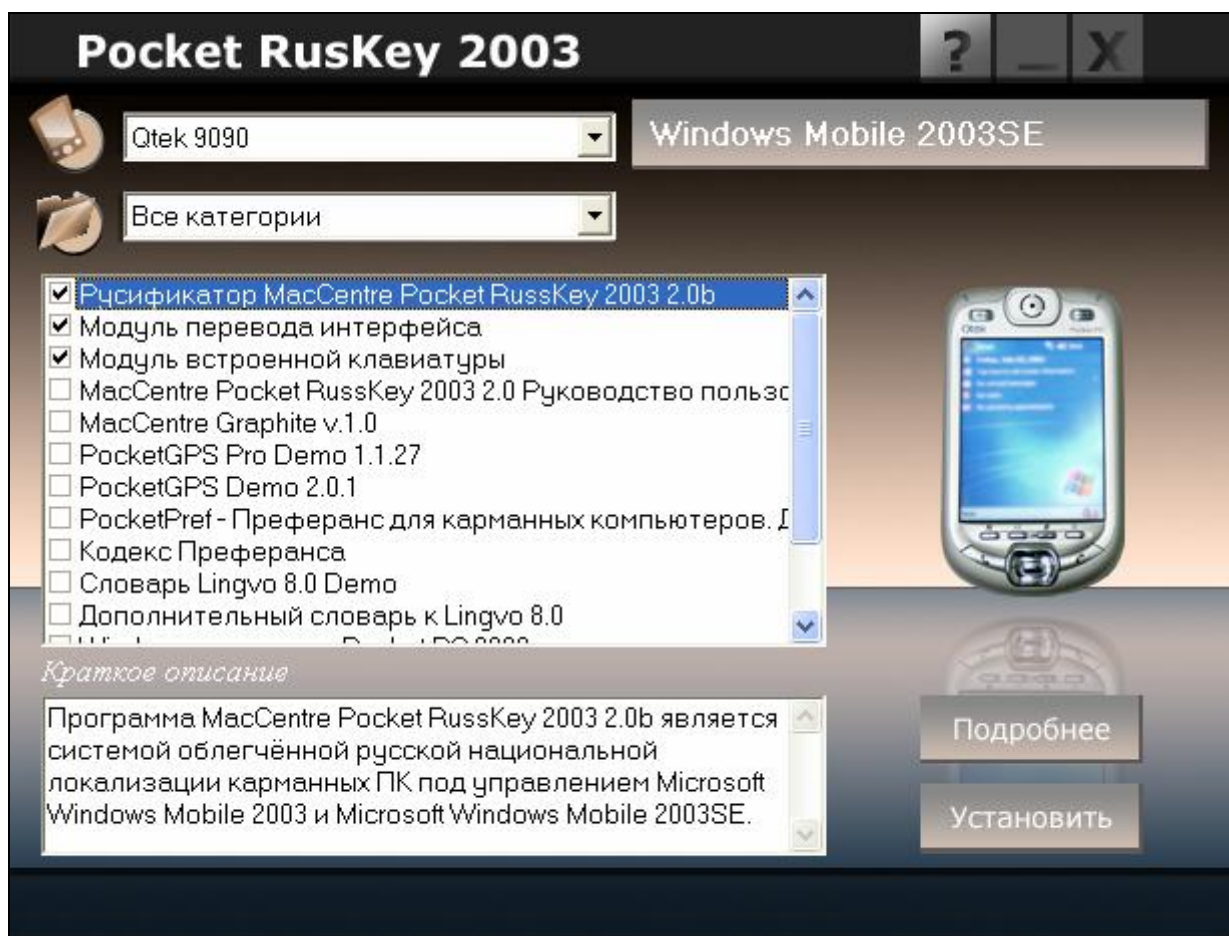 Pocket RusKey 2003
?
X
Qtek 9090
Windows Mobile 2003SE
Все категории
Русификатор MacCentre Pocket RussKey 2003 2.0b
Модуль перевода интерфейса
Модуль встроенной клавиатуры
MacCentre Pocket RussKey 2003 2.0 Руководство пользо
MacCentre Graphite v.1.0
PocketGPS Pro Demo 1.1.27
PocketGPS Demo 2.0.1
PocketPref - Преферанс для карманных компьютеров. Д
Кодекс Преферанса
Словарь Lingvo 8.0 Demo
Дополнительный словарь к Lingvo 8.0
Qtek
Краткое описание
Программа MacCentre Pocket RussKey 2003 2.0b является
системой облегчённой русской национальной
локализации карманных ПК под управлением Microsoft
Windows Mobile 2003 и Microsoft Windows Mobile 2003SE.
Подробнее
Установить